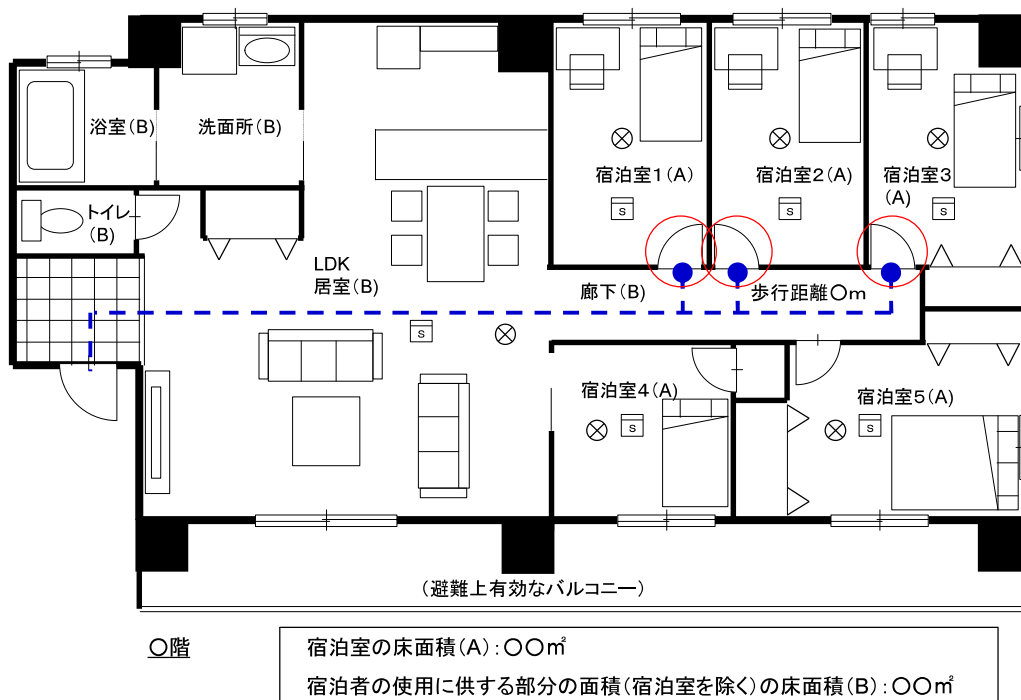 浴室(B)
洗面所(B)
宿泊室1(A)
宿泊室2(A)
宿泊室3
(A)
S
S
S
トイレ
(B)
LDK
居室(B)
廊下(B)
歩行距離〇m
S
宿泊室4(A)
宿泊室5(A)
S
S
(避難上有効なバルコニー)
〇階
宿泊室の床面積(A):〇〇㎡
宿泊者の使用に供する部分の面積(宿泊室を除く)の床面積(B):〇〇㎡